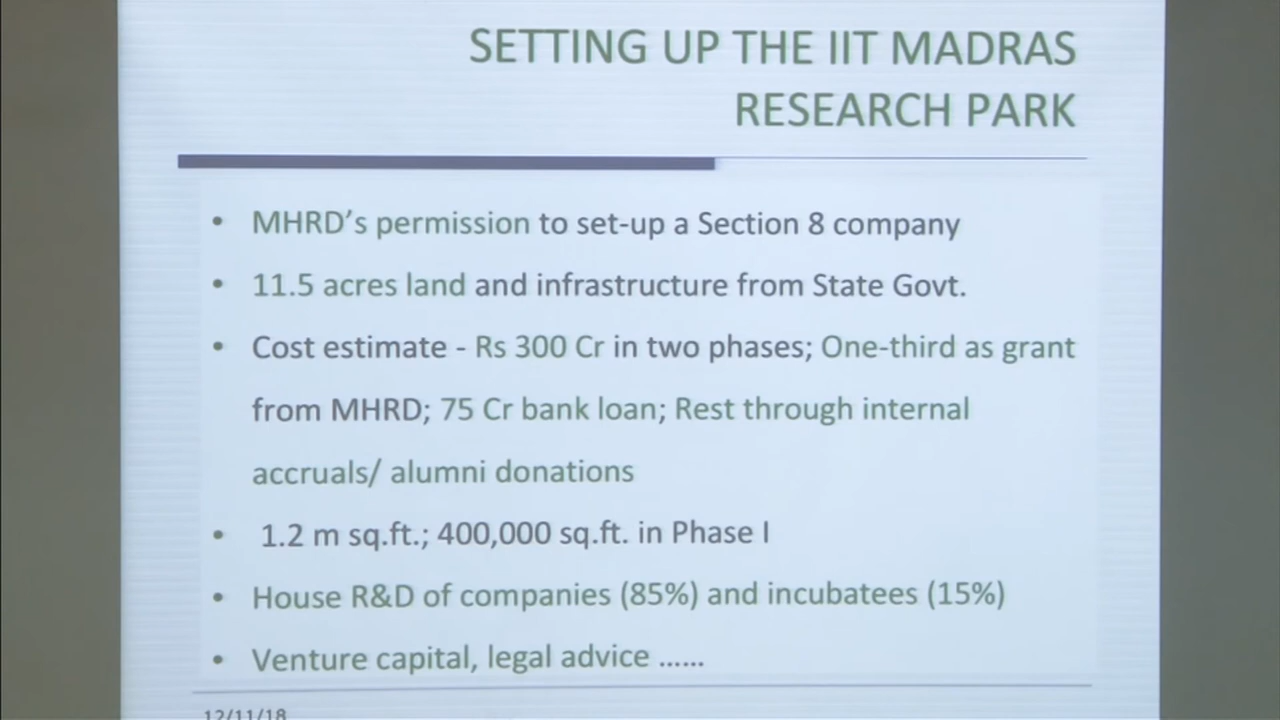 SETTING UP THE IIT MADRAS
RESEARCH PARK
• MHRD’s permission to set-up a Section 8 company
• 11.5 acres land and infrastructure from State Govt.
• Cost estimate - Rs 300 Cr in two phases; One-third as grant
from MHRD; 75 Cr bank loan; Rest through internal
accruals/ alumni donations
• 1.2 m sq.ft.; 400,000 sq.ft. in Phase I
• House R&D of companies (85%) and incubatees (15%)
• Venture capital, legal advice ......
12/11/18